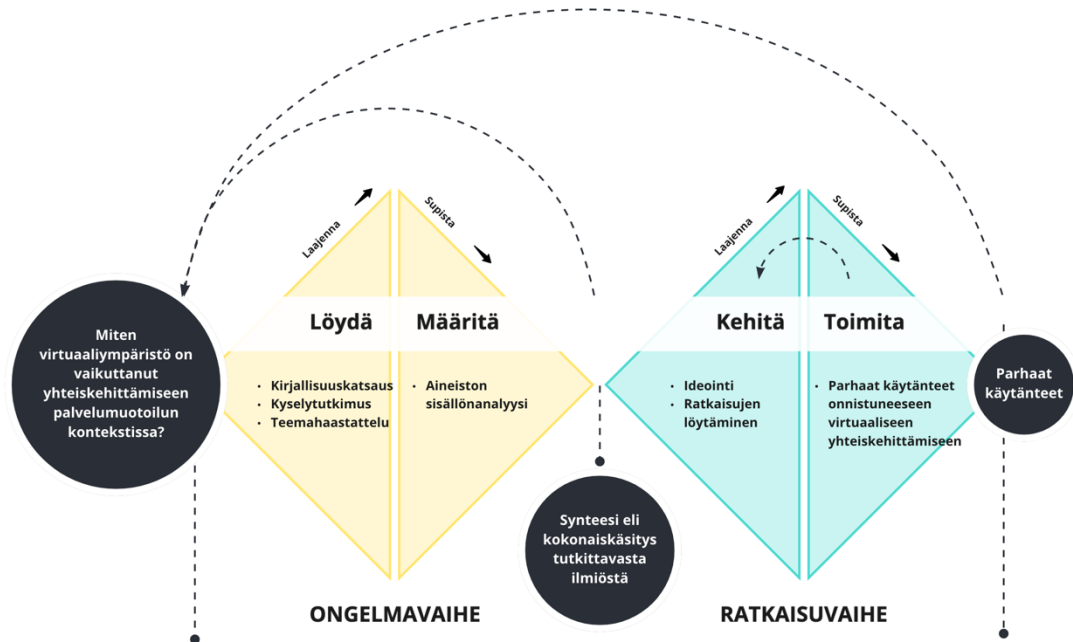 Laajenna
Supista
Laajenna
Supista
Miten
virtuaaliympäristö on
vaikuttanut
yhteiskehittämiseen
palvelumuotoilun
kontekstissa?
Löydä
Määritä
Kehitä
Toimita
• Kirjallisuuskatsaus
• Kyselytutkimus
• Teemahaastattelu
• Aineiston
sisällönanalyysi
• Ideointi
• Ratkaisujen
löytäminen
• Parhaat käytänteet
onnistuneeseen
virtuaaliseen
yhteiskehittämiseen
Parhaat
käytänteet
Synteesi eli
kokonaiskäsitys
tutkittavasta
ilmiöstä
ONGELMAVAIHE
RATKAISUVAIHE